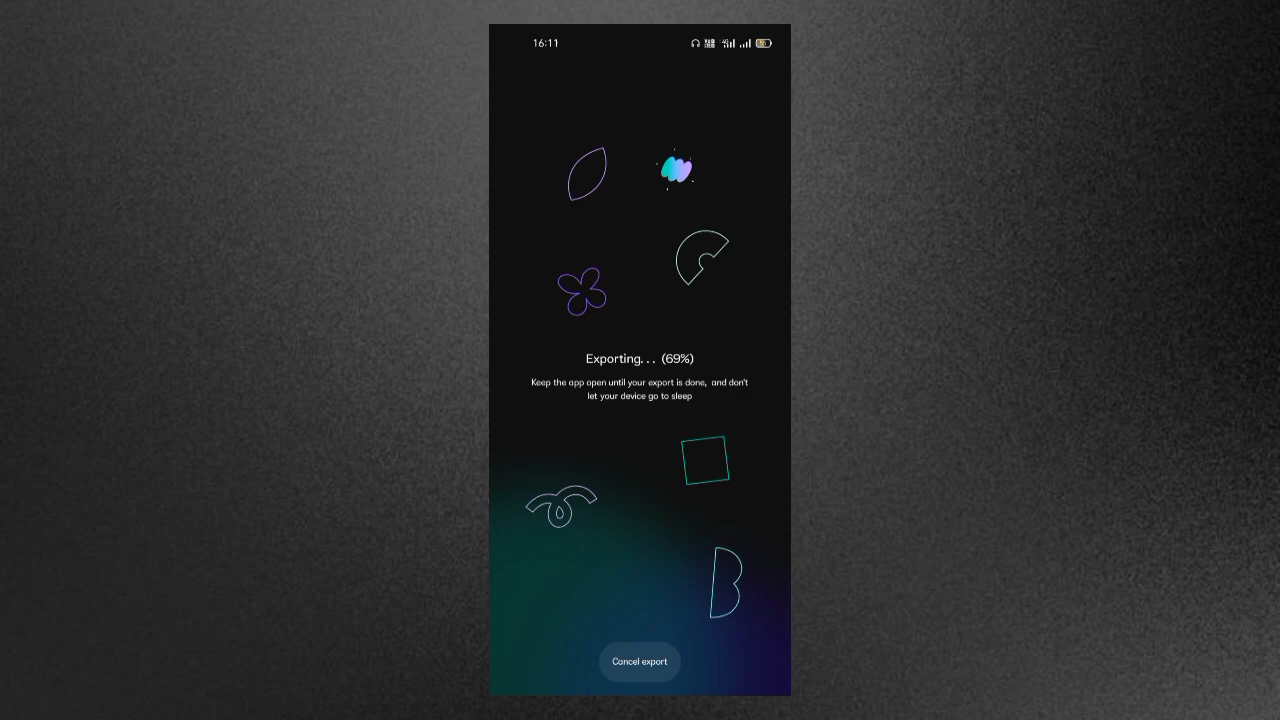 16:11
Exporting... (69%)
Keep the app open until your export is done, and don't
let your device go to sleep
Cancel export